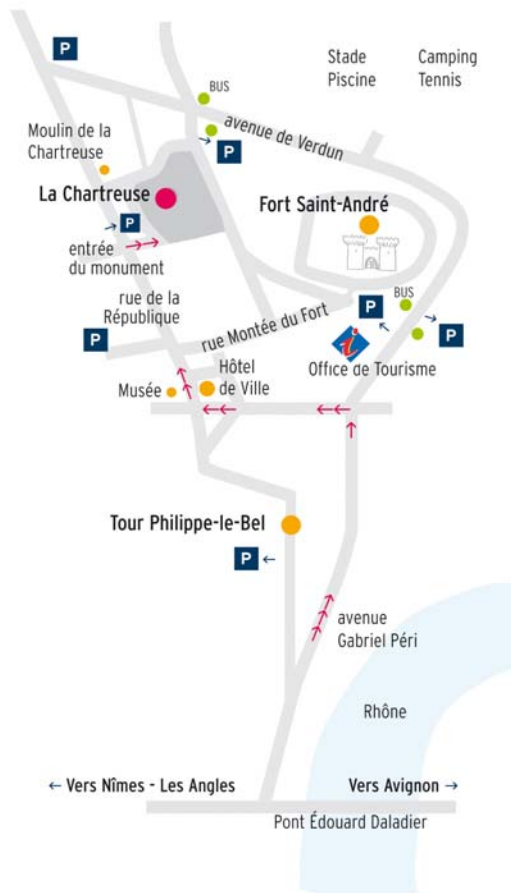 P
Stade
Piscine
Camping
Tennis
BUS
avenue de Verdun
P
Moulin de la
Chartreuse
La Chartreuse
P
entrée
du monument
Fort Saint-André
rue de la
République
P
rue Montée du Fort
P
BUS
P
i
Office de Tourisme
Hôtel
de Ville
Musée
Tour Philippe-le-Bel
P ←
avenue
Gabriel Péri
Rhône
← Vers Nîmes - Les Angles
Vers Avignon →
Pont Édouard Daladier